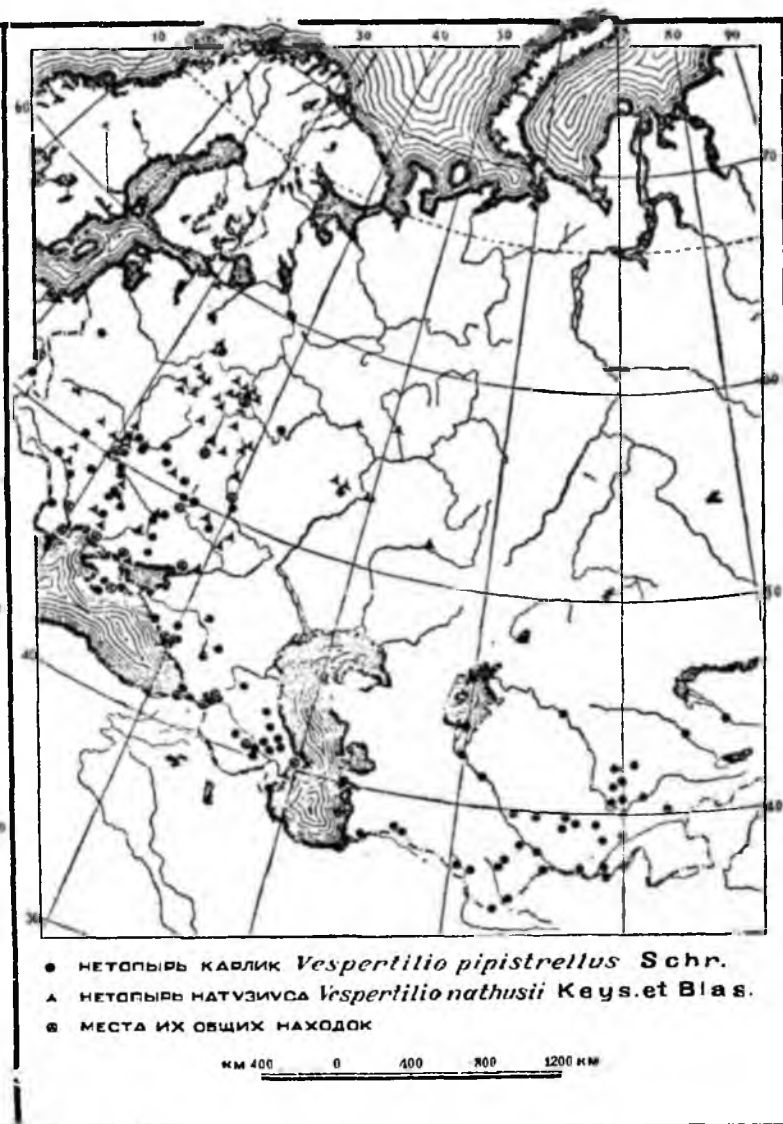 10 30 40 50 80 90
60
70
60
50
40
40
30
● НЕТОПЫРЬ КАРЛИК Vespertilio pipistrellus Schr.
▲ НЕТОПЫРЬ НАТУЗИУСА Vespertilio nathusii Keys. et Blas.
⊛ МЕСТА ИХ ОБЩИХ НАХОДОК
КМ 400 0 400 800 1200 КМ